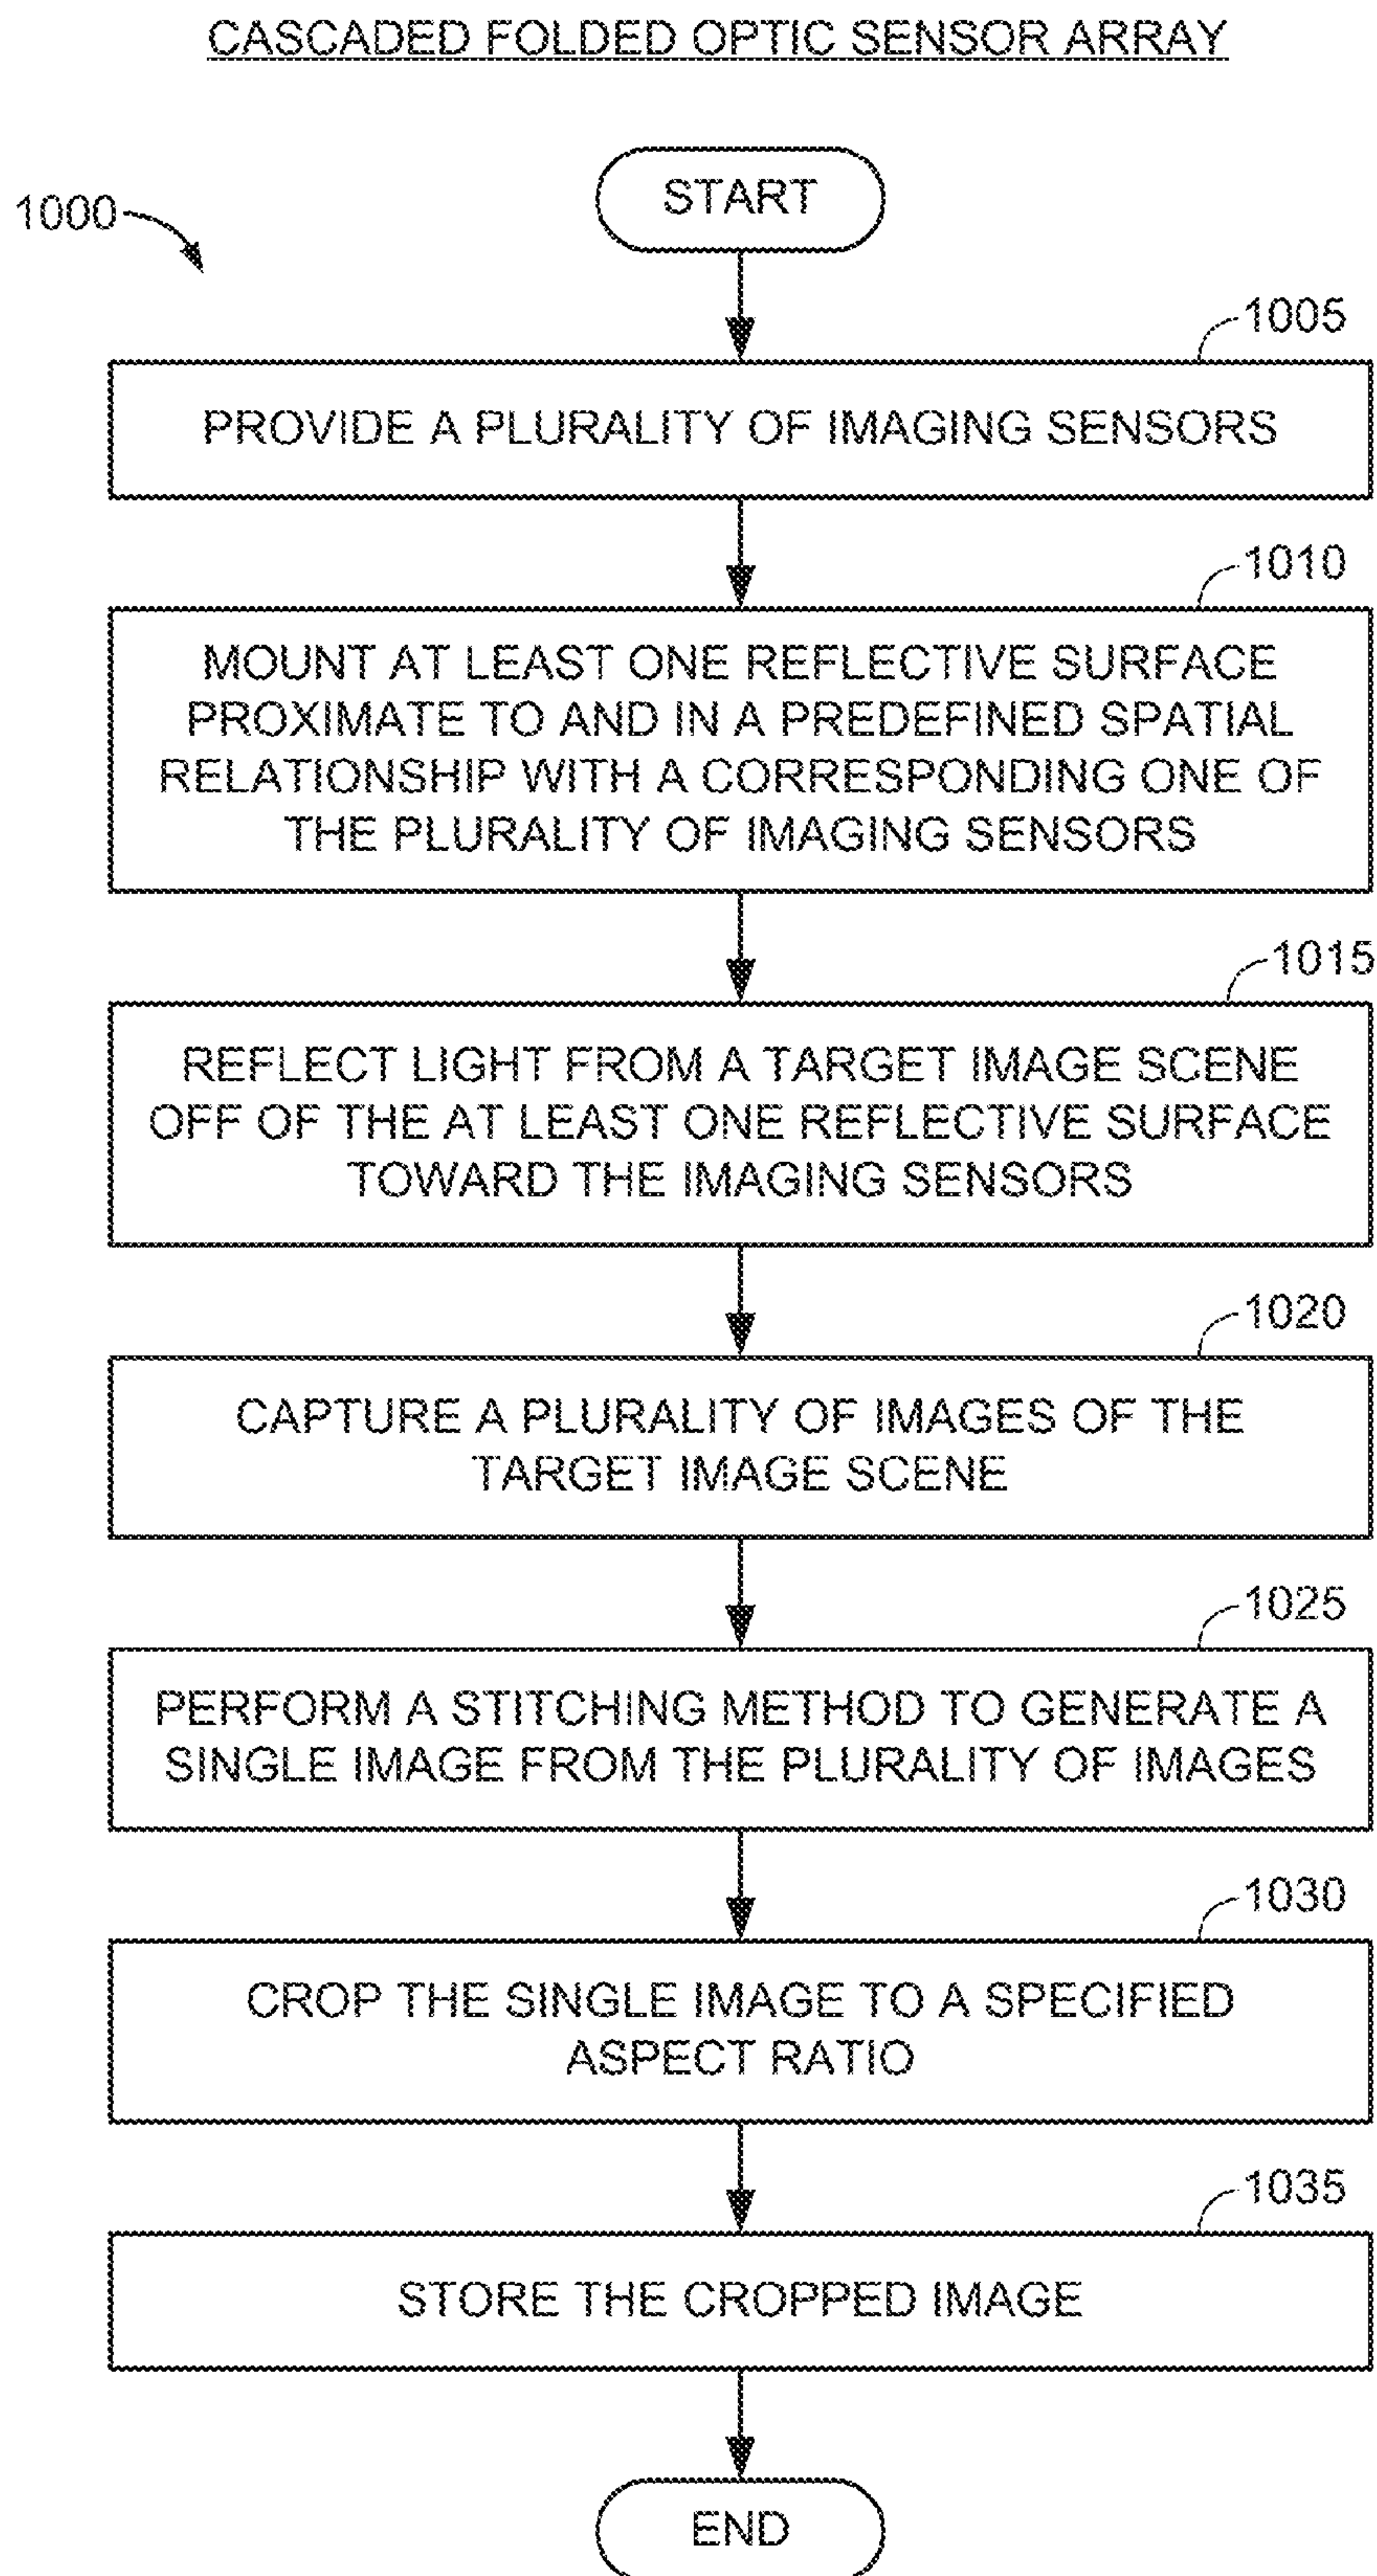 CASCADED FOLDED OPTIC SENSOR ARRAY
START
1000
1005
PROVIDE A PLURALITY OF IMAGING SENSORS
1010
MOUNT AT LEAST ONE REFLECTIVE SURFACE
PROXIMATE TO AND IN A PREDEFINED SPATIAL
RELATIONSHIP WITH A CORRESPONDING ONE OF
THE PLURALITY OF IMAGING SENSORS
1015
REFLECT LIGHT FROM A TARGET IMAGE SCENE
OFF OF THE AT LEAST ONE REFLECTIVE SURFACE
TOWARD THE IMAGING SENSORS
1020
CAPTURE A PLURALITY OF IMAGES OF THE
TARGET IMAGE SCENE
1025
PERFORM A STITCHING METHOD TO GENERATE A
SINGLE IMAGE FROM THE PLURALITY OF IMAGES
1030
CROP THE SINGLE IMAGE TO A SPECIFIED
ASPECT RATIO
1035
STORE THE CROPPED IMAGE
END